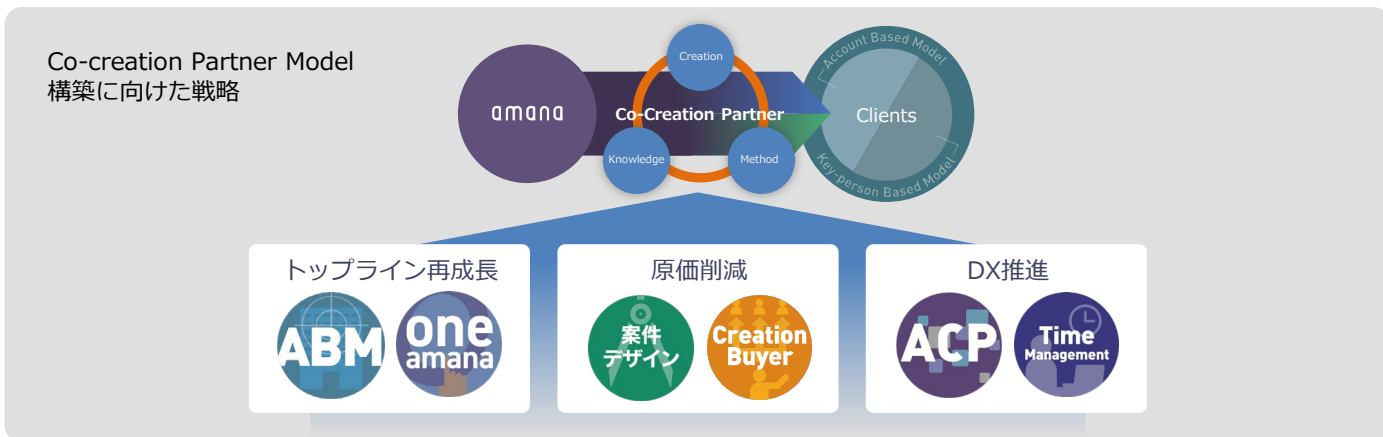 Co-creation Partner Model
構築に向けた戦略
amana
Creation
Co-Creation Partner
Knowledge
Method
Account Based Model
Clients
Key-person Based Model
トップライン再成長
ABM
one
amana
原価削減
案件
デザイン
Creation
Buyer
DX推進
ACP
Time
Management